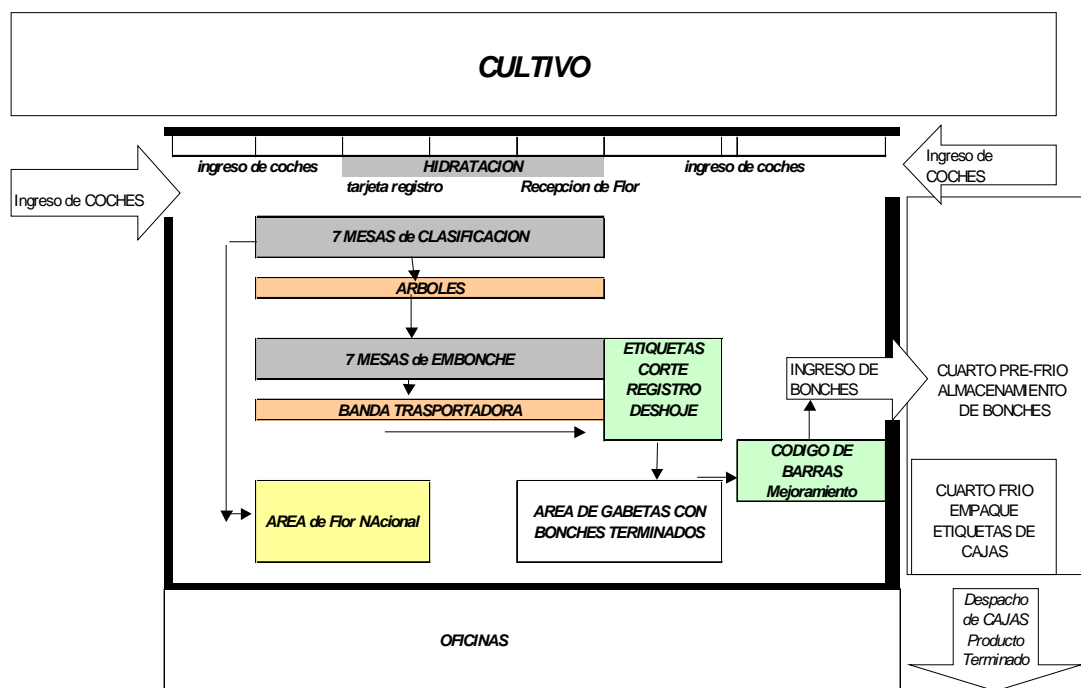 CULTIVO
ingreso de coches
HIDRATACION
ingreso de coches
tarjeta registro
Recepcion de Flor
Ingreso de COCHES
Ingreso de
COCHES
7 MESAS de CLASIFICACION
ARBOLES
7 MESAS de EMBONCHE
BANDA TRASPORTADORA
ETIQUETAS
CORTE
REGISTRO
DESHOJE
INGRESO DE
BONCHES
CUARTO PRE-FRIO
ALMACENAMIENTO
DE BONCHES
CODIGO DE
BARRAS
Mejoramiento
AREA de Flor NAcional
AREA DE GABETAS CON
BONCHES TERMINADOS
CUARTO FRIO
EMPAQUE
ETIQUETAS DE
CAJAS
OFICINAS
Despacho
de CAJAS
Producto
Terminado